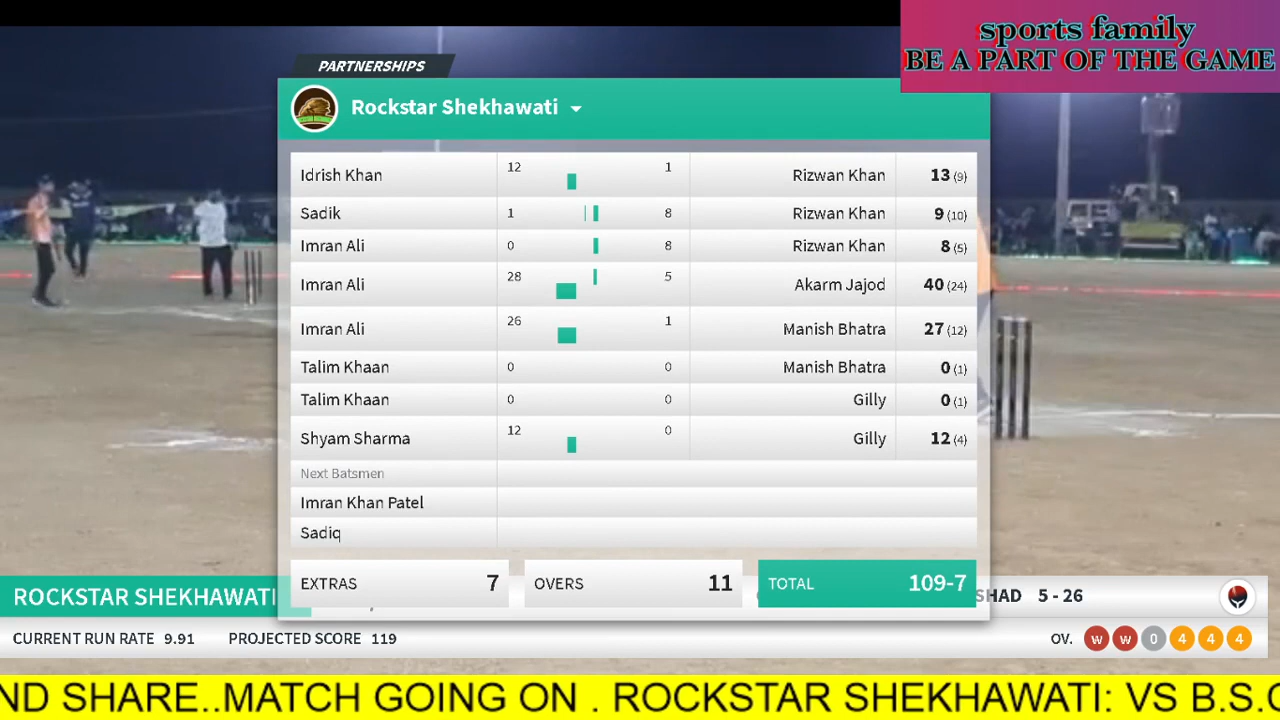 sports family
BE A PART OF THE GAME
PARTNERSHIPS
Rockstar Shekhawati
Idrish Khan 12 1 Rizwan Khan 13 (9)
Sadik 1 8 Rizwan Khan 9 (10)
Imran Ali 0 8 Rizwan Khan 8 (5)
Imran Ali 28 5 Akarm Jajod 40 (24)
Imran Ali 26 1 Manish Bhatra 27 (12)
Talim Khaan 0 0 Manish Bhatra 0 (1)
Talim Khaan 0 0 Gilly 0 (1)
Shyam Sharma 12 0 Gilly 12 (4)
Next Batsmen
Imran Khan Patel
Sadiq
EXTRAS 7 OVERS 11 TOTAL 109-7
ROCKSTAR SHEKHAWATI SHAD 5 - 26
CURRENT RUN RATE 9.91 PROJECTED SCORE 119 OV. W W 0 4 4 4
ND SHARE..MATCH GOING ON . ROCKSTAR SHEKHAWATI: VS B.S.C